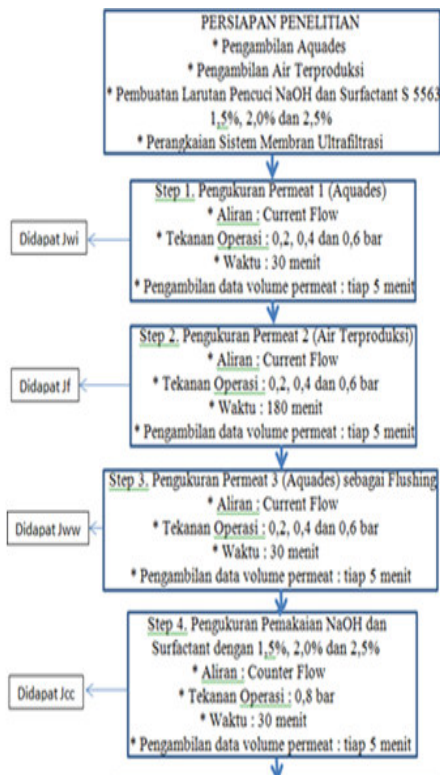 PERSIAPAN PENELITIAN
* Pengambilan Aquades
* Pengambilan Air Terproduksi
* Pembuatan Larutan Pencuci NaOH dan Surfactant S 5563
1,5%, 2,0% dan 2,5%
* Perangkaian Sistem Membran Ultrafiltrasi
Step 1. Pengukuran Permeat 1 (Aquades)
* Aliran : Current Flow
* Tekanan Operasi : 0,2, 0,4 dan 0,6 bar
* Waktu : 30 menit
* Pengambilan data volume permeat : tiap 5 menit
Didapat Jwi
Step 2. Pengukuran Permeat 2 (Air Terproduksi)
* Aliran : Current Flow
* Tekanan Operasi : 0,2, 0,4 dan 0,6 bar
* Waktu : 180 menit
* Pengambilan data volume permeat : tiap 5 menit
Didapat Jf
Step 3. Pengukuran Permeat 3 (Aquades) sebagai Flushing
* Aliran : Current Flow
* Tekanan Operasi : 0,2, 0,4 dan 0,6 bar
* Waktu : 30 menit
* Pengambilan data volume permeat : tiap 5 menit
Didapat Jww
Step 4. Pengukuran Pemakaian NaOH dan
Surfactant dengan 1,5%, 2,0% dan 2,5%
* Aliran : Counter Flow
* Tekanan Operasi : 0,8 bar
* Waktu : 30 menit
* Pengambilan data volume permeat : tiap 5 menit
Didapat Jcc